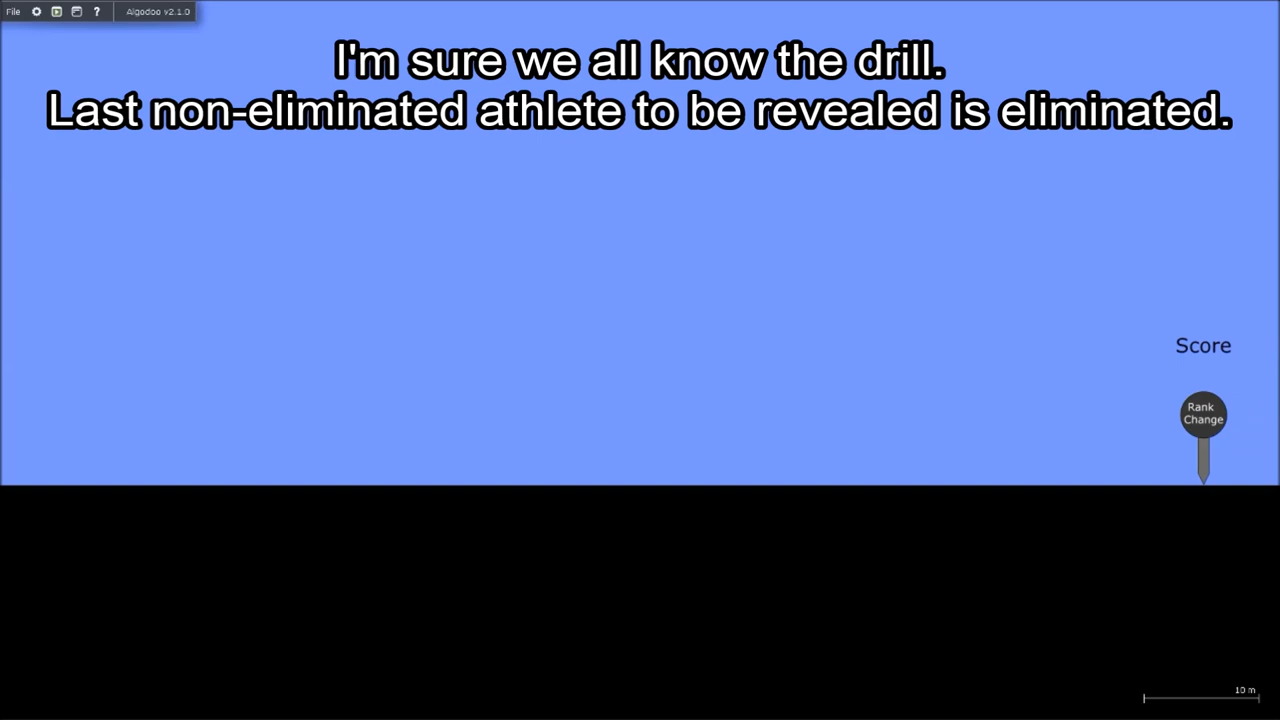 File ? Algodoo v2.1.0
I'm sure we all know the drill.
Last non-eliminated athlete to be revealed is eliminated.
Score
Rank
Change
10 m